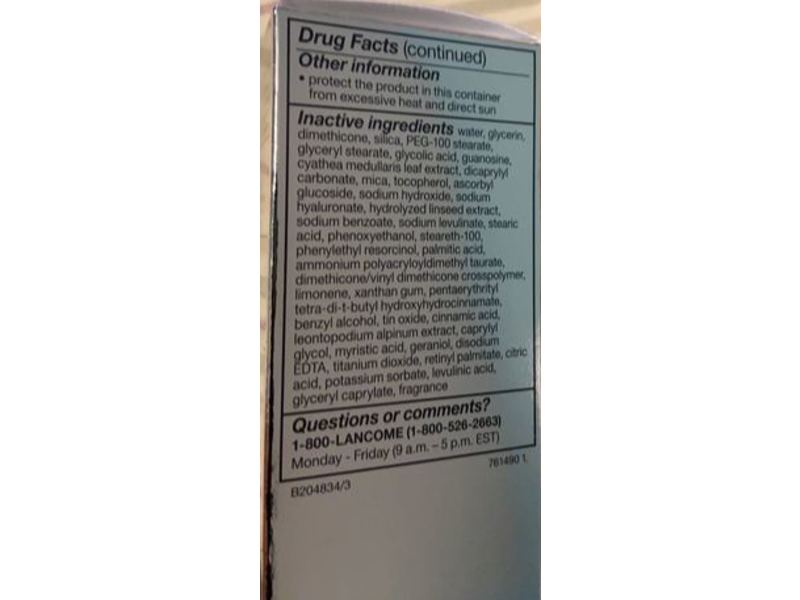 Drug Facts (continued)
Other information
• protect the product in this container
from excessive heat and direct sun
Inactive ingredients water, glycerin,
dimethicone, silica, PEG-100 stearate,
glyceryl stearate, glycolic acid, guanosine,
cyathea medullaris leaf extract, dicaprylyl
carbonate, mica, tocopherol, ascorbyl
glucoside, sodium hydroxide, sodium
hyaluronate, hydrolyzed linseed extract,
sodium benzoate, sodium levulinate, stearic
acid, phenoxyethanol, steareth-100,
phenylethyl resorcinol, palmitic acid,
ammonium polyacryloyldimethyl taurate,
dimethicone/vinyl dimethicone crosspolymer,
limonene, xanthan gum, pentaerythrityl
tetra-di-t-butyl hydroxyhydrocinnamate,
benzyl alcohol, tin oxide, cinnamic acid,
leontopodium alpinum extract, caprylyl
glycol, myristic acid, geraniol, disodium
EDTA, titanium dioxide, retinyl palmitate, citric
acid, potassium sorbate, levulinic acid,
glyceryl caprylate, fragrance
Questions or comments?
1-800-LANCOME (1-800-526-2663)
Monday - Friday (9 a.m. – 5 p.m. EST)
761490 1
B204834/3